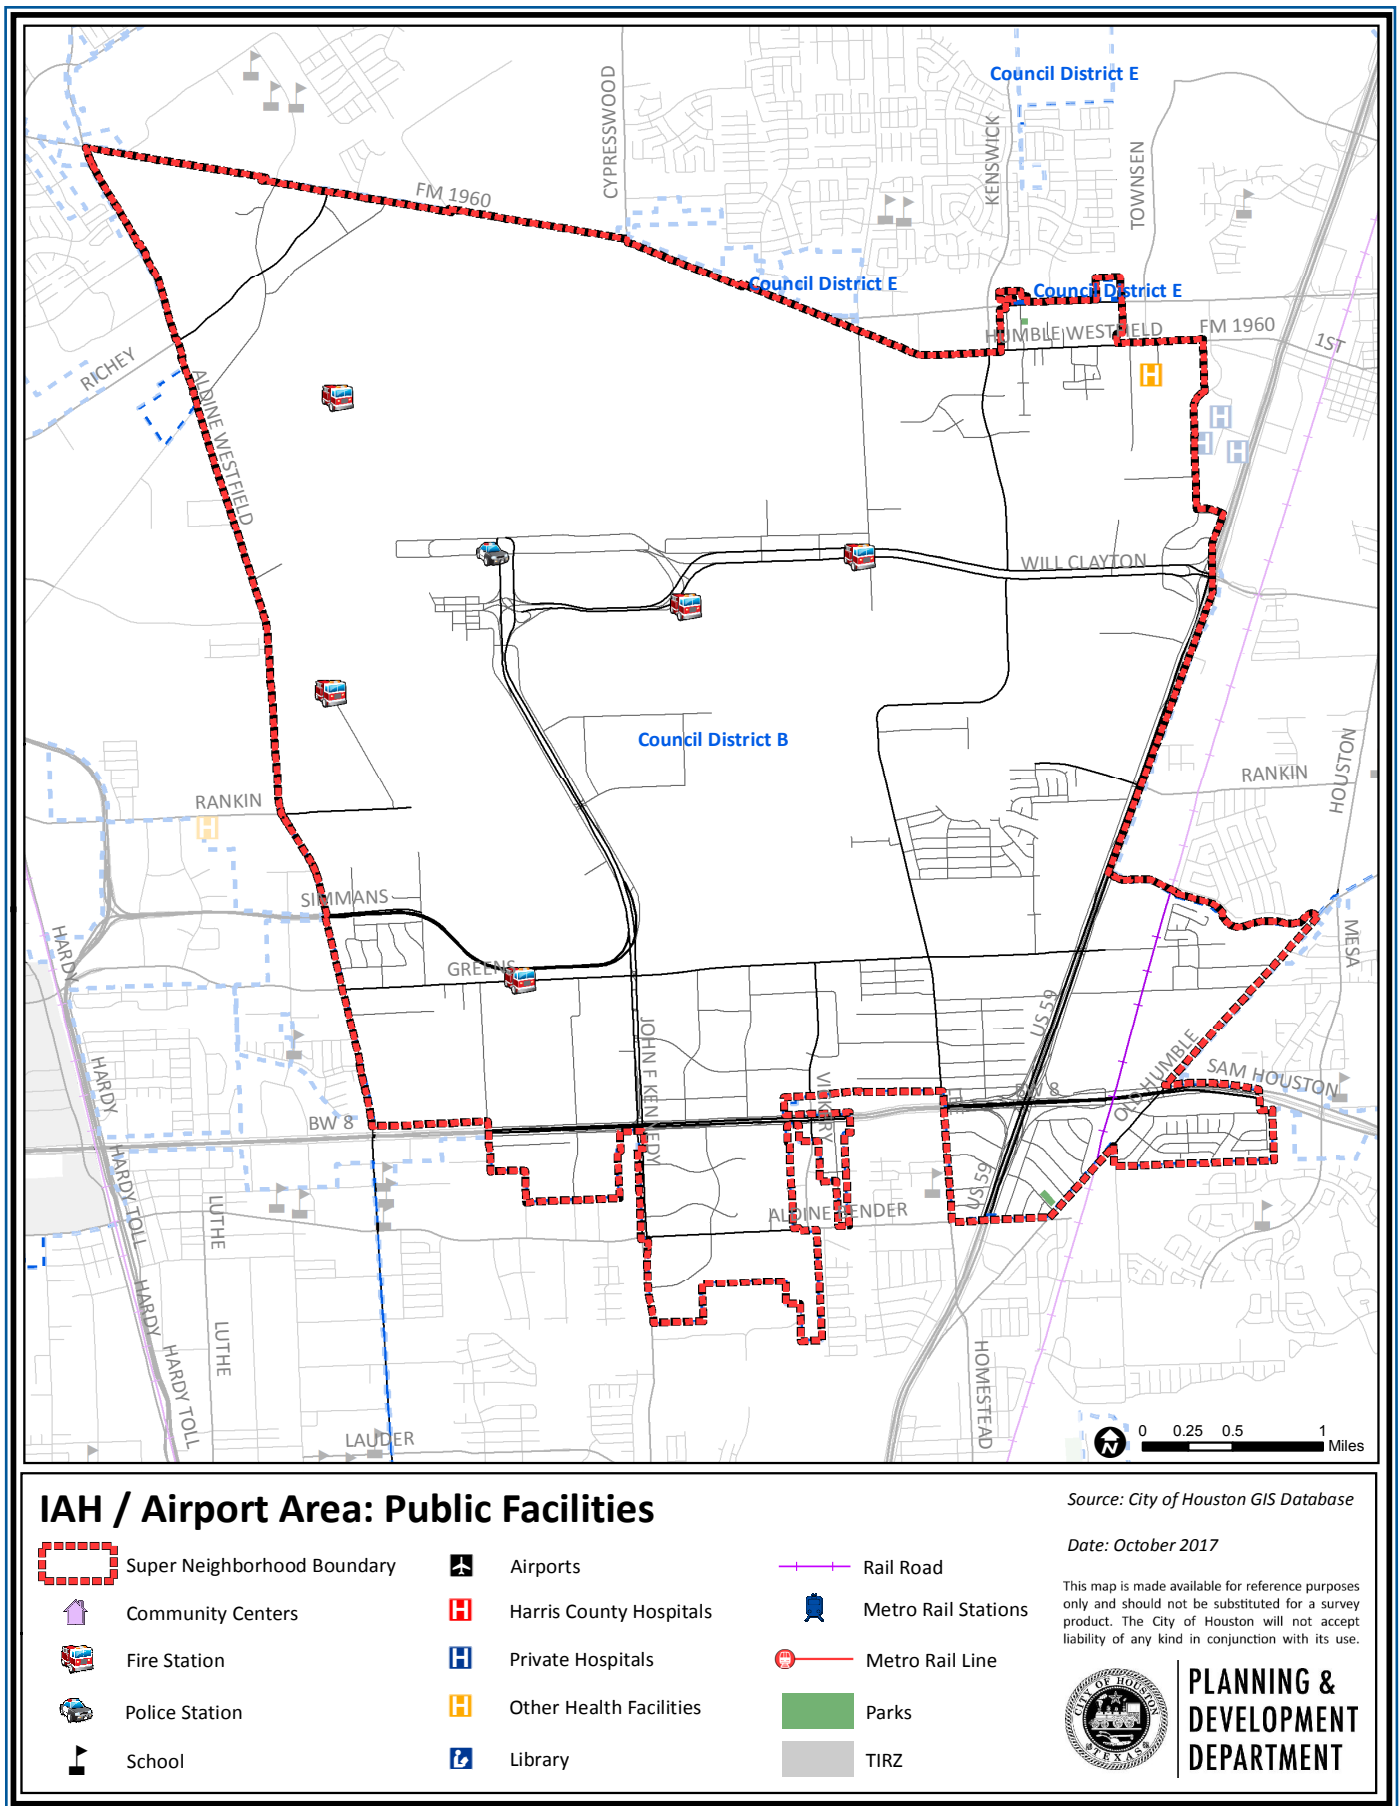 Council District E
CYPRESSWOOD
KENSWICK
TOWNSEN
FM 1960
Council District E
Council District E
HUMBLE WESTFIELD
FM 1960
1ST
RICHEY
ALDINE WESTFIELD
WILL CLAYTON
Council District B
RANKIN
HOUSTON
RANKIN
SIMMANS
HARDY
MESA
GREENS
US 59
JOHN F KENNEDY
VICKERY
OLD HUMBLE
SAM HOUSTON
HARDY
BW 8
BW 8
HARDY TOLL
US 59
LUTHE
ALDINE BENDER
HARDY
LUTHE
HARDY TOLL
HOMESTEAD
LAUDER
N
0 0.25 0.5 1
Miles
IAH / Airport Area: Public Facilities
Super Neighborhood Boundary
Community Centers
Fire Station
Police Station
School
Airports
H Harris County Hospitals
H Private Hospitals
H Other Health Facilities
Library
Rail Road
Metro Rail Stations
Metro Rail Line
Parks
TIRZ
Source: City of Houston GIS Database
Date: October 2017
This map is made available for reference purposes
only and should not be substituted for a survey
product. The City of Houston will not accept
liability of any kind in conjunction with its use.
CITY OF HOUSTON
TEXAS
PLANNING &
DEVELOPMENT
DEPARTMENT